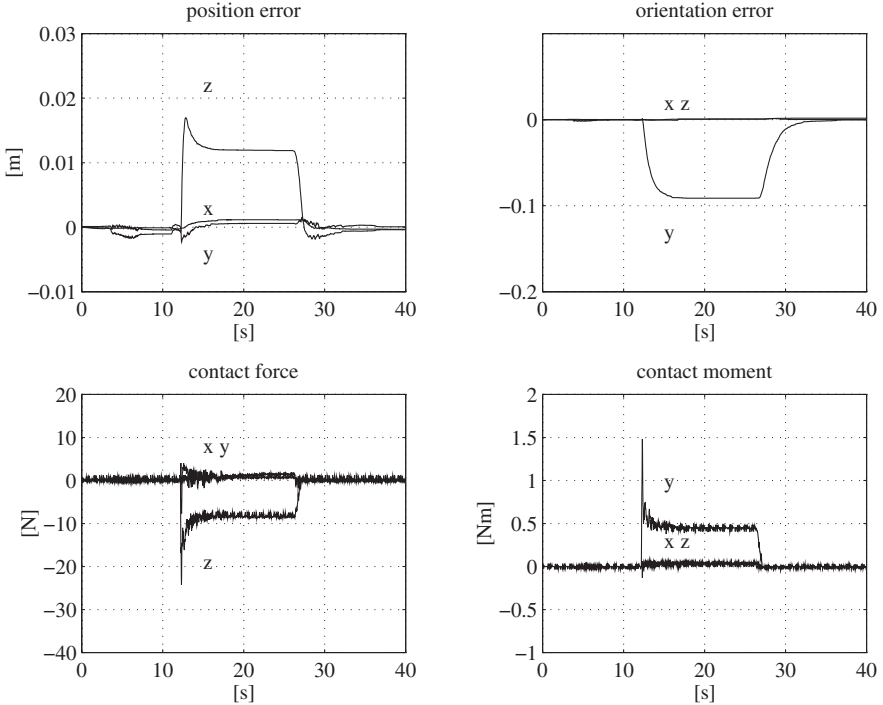 position error
0.03
0.02
0.01
0
−0.01
[m]
z
x
y
0
10
20
30
40
[s]
orientation error
0
−0.1
−0.2
x z
y
0
10
20
30
40
[s]
contact force
20
10
0
−10
−20
−30
−40
[N]
x y
z
0
10
20
30
40
[s]
contact moment
2
1.5
1
0.5
0
−0.5
−1
[Nm]
y
x z
0
10
20
30
40
[s]